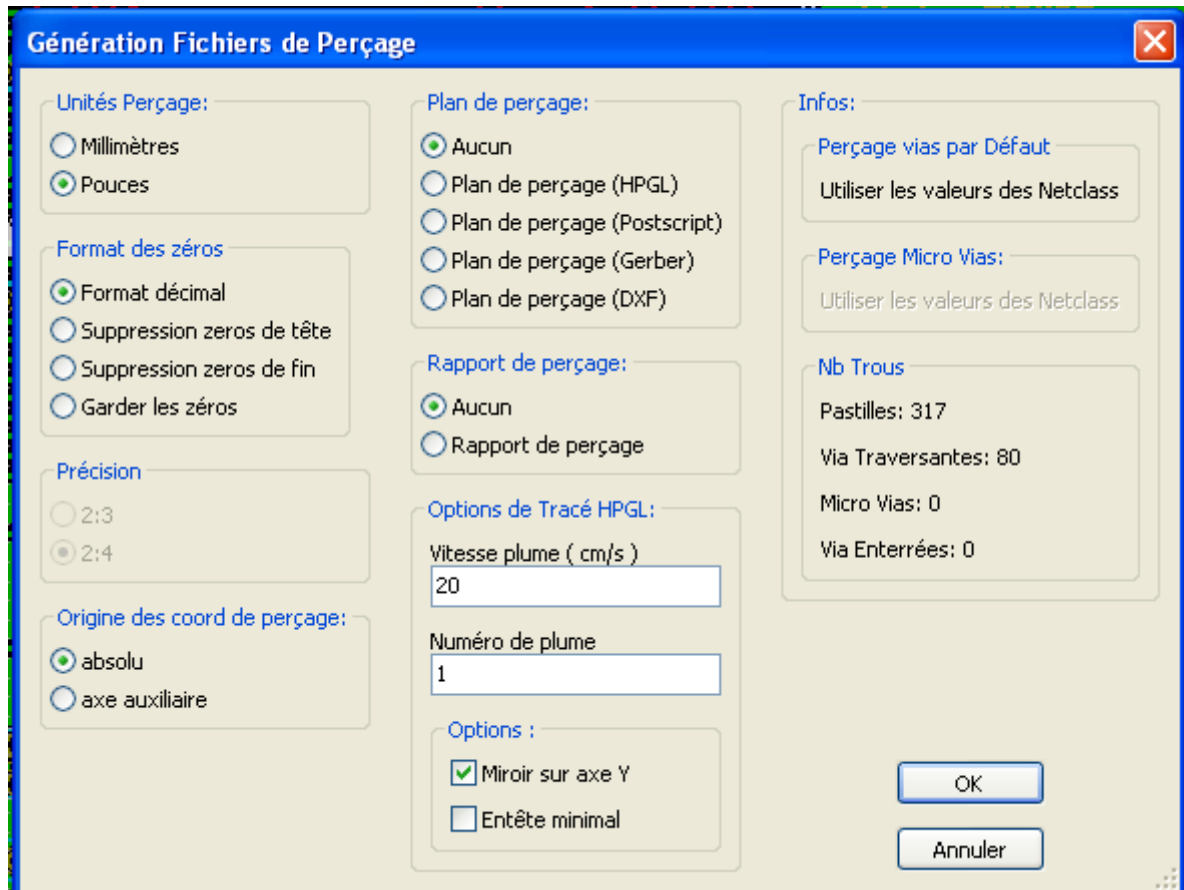 Génération Fichiers de Perçage
Unités Perçage:
Millimètres
Pouces
Format des zéros
Format décimal
Suppression zeros de tête
Suppression zeros de fin
Garder les zéros
Précision
2:3
2:4
Origine des coord de perçage:
absolu
axe auxiliaire
Plan de perçage:
Aucun
Plan de perçage (HPGL)
Plan de perçage (Postscript)
Plan de perçage (Gerber)
Plan de perçage (DXF)
Rapport de perçage:
Aucun
Rapport de perçage
Options de Tracé HPGL:
Vitesse plume ( cm/s )
20
Numéro de plume
1
Options :
Miroir sur axe Y
Entête minimal
Infos:
Perçage vias par Défaut
Utiliser les valeurs des Netclass
Perçage Micro Vias:
Utiliser les valeurs des Netclass
Nb Trous
Pastilles: 317
Via Traversantes: 80
Micro Vias: 0
Via Enterrées: 0
OK
Annuler